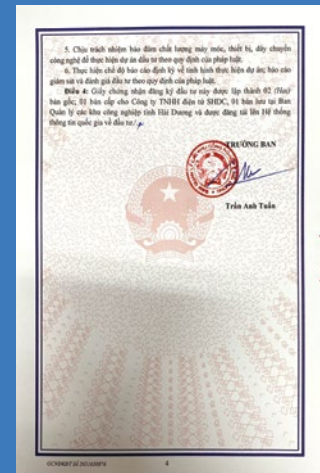 5. Chịu trách nhiệm bảo đảm chất lượng máy móc, thiết bị, dây chuyền
công nghệ để thực hiện dự án đầu tư theo quy định của pháp luật.
6. Thực hiện chế độ báo cáo định kỳ về tình hình thực hiện dự án; báo cáo
giám sát và đánh giá đầu tư theo quy định của pháp luật.
Điều 4: Giấy chứng nhận đăng ký đầu tư này được lập thành 02 (Hai)
bản gốc; 01 bản cấp cho Công ty TNHH điện tử SHDC, 01 bản lưu tại Ban
Quản lý các khu công nghiệp tỉnh Hải Dương và được đăng tải lên Hệ thống
thông tin quốc gia về đầu tư./.
TRƯỞNG BAN
Trần Anh Tuấn
4